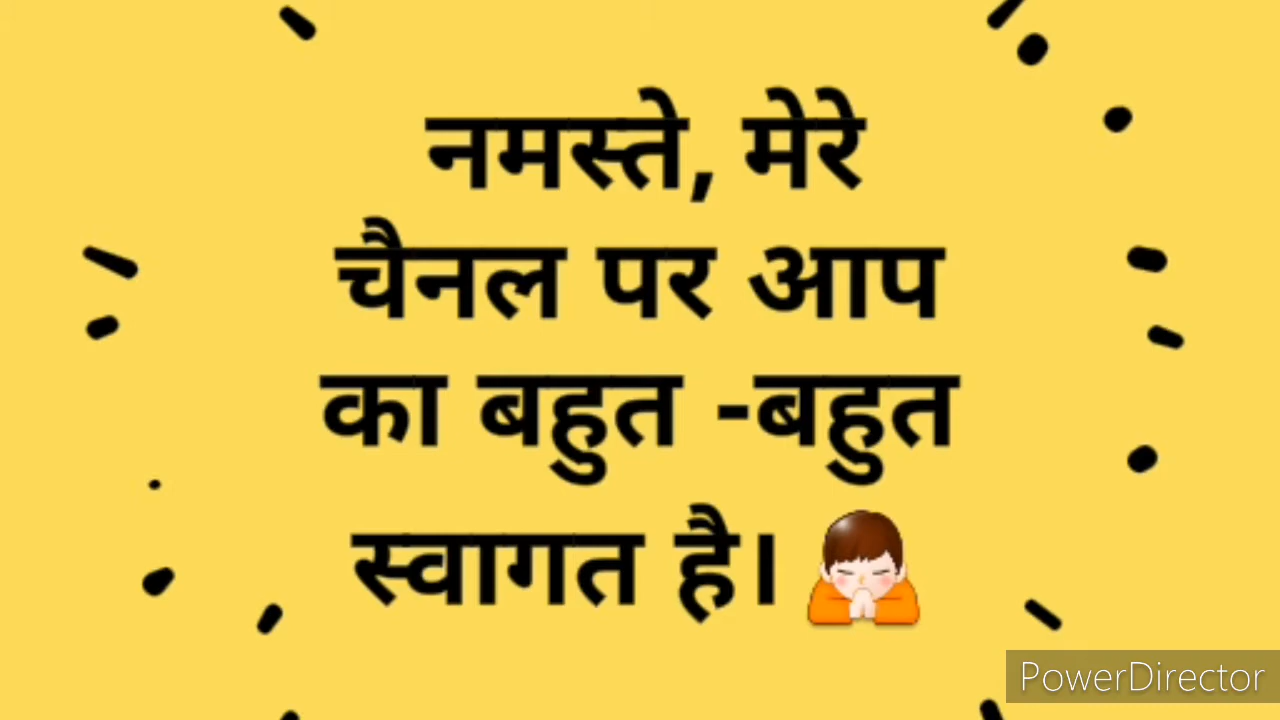 नमस्ते, मेरे
चैनल पर आप
का बहुत -बहुत
स्वागत है। 🙏
PowerDirector